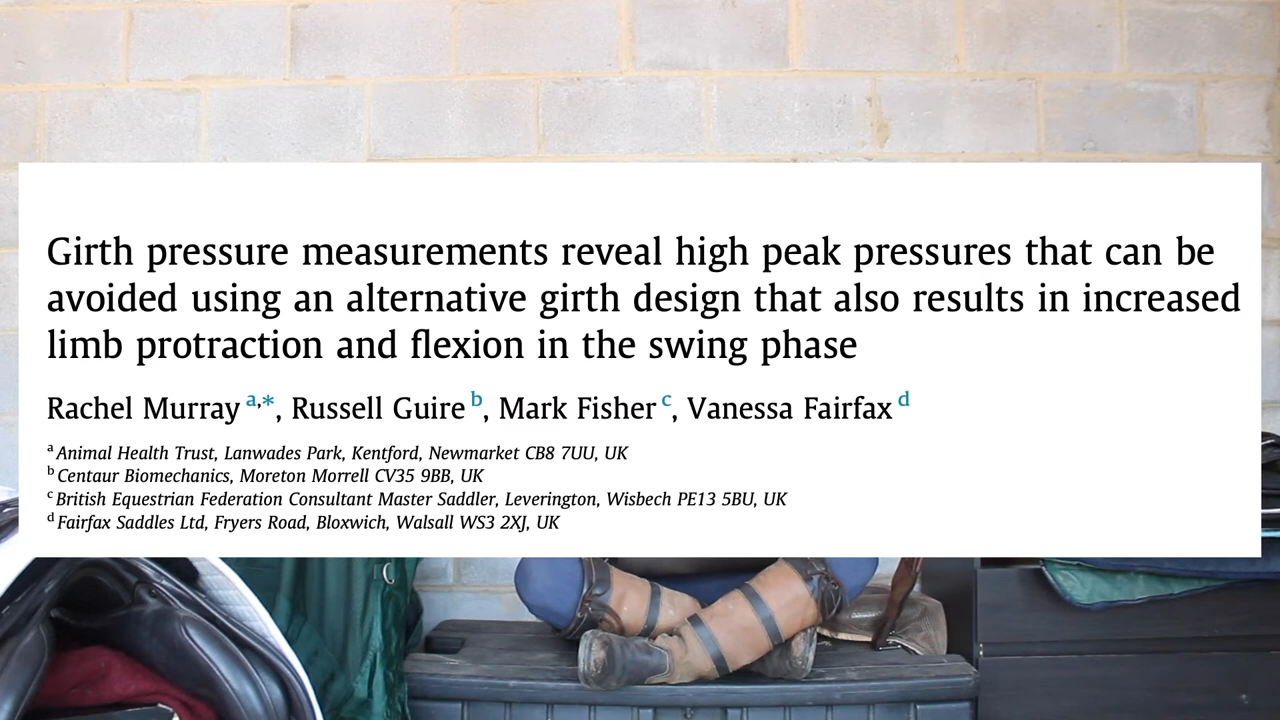 Girth pressure measurements reveal high peak pressures that can be
avoided using an alternative girth design that also results in increased
limb protraction and flexion in the swing phase
Rachel Murray a,*, Russell Guire b, Mark Fisher c, Vanessa Fairfax d
a Animal Health Trust, Lanwades Park, Kentford, Newmarket CB8 7UU, UK
b Centaur Biomechanics, Moreton Morrell CV35 9BB, UK
c British Equestrian Federation Consultant Master Saddler, Leverington, Wisbech PE13 5BU, UK
d Fairfax Saddles Ltd, Fryers Road, Bloxwich, Walsall WS3 2XJ, UK